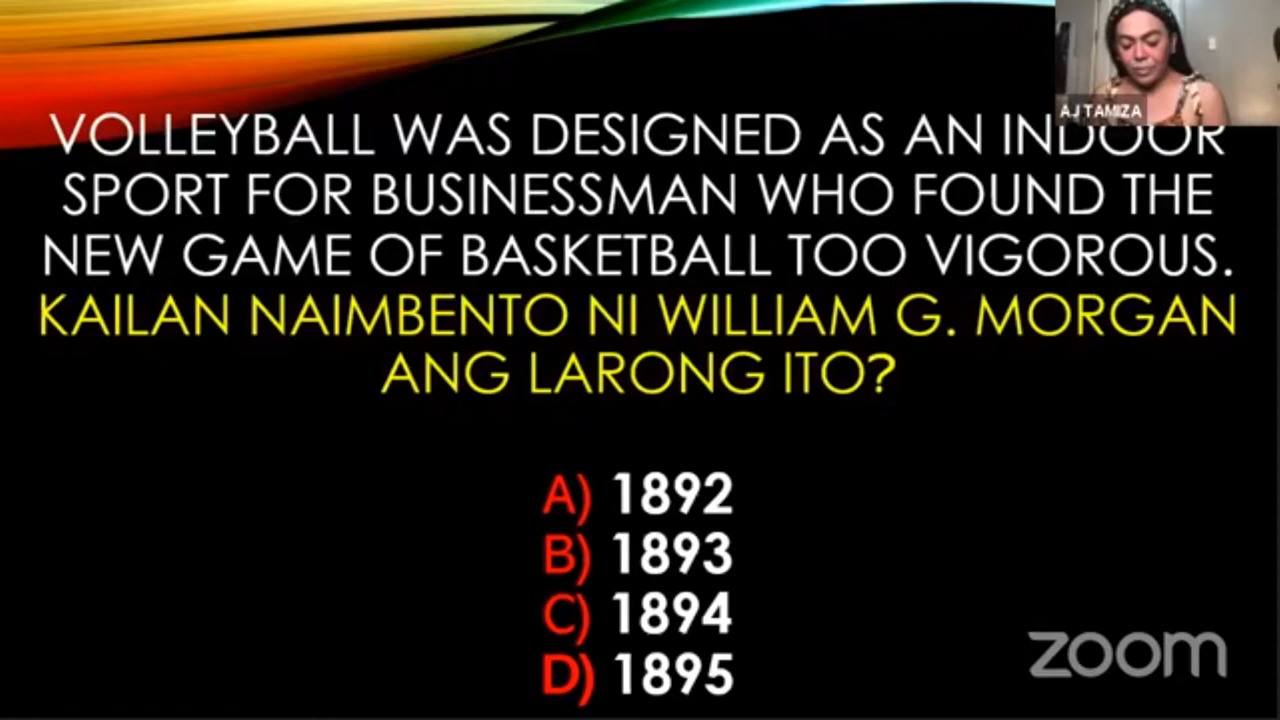 AJ TAMIZA
VOLLEYBALL WAS DESIGNED AS AN INDOOR
SPORT FOR BUSINESSMAN WHO FOUND THE
NEW GAME OF BASKETBALL TOO VIGOROUS.
KAILAN NAIMBENTO NI WILLIAM G. MORGAN
ANG LARONG ITO?
A) 1892
B) 1893
C) 1894
D) 1895
zoom